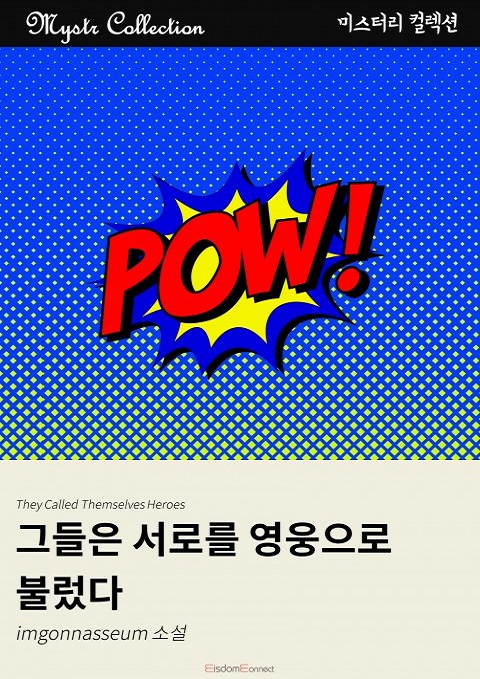 Mystr Collection
미스터리 컬렉션
POW!
They Called Themselves Heroes
그들은 서로를 영웅으로
불렀다
imgonnasseum 소설
EisdomEonnect